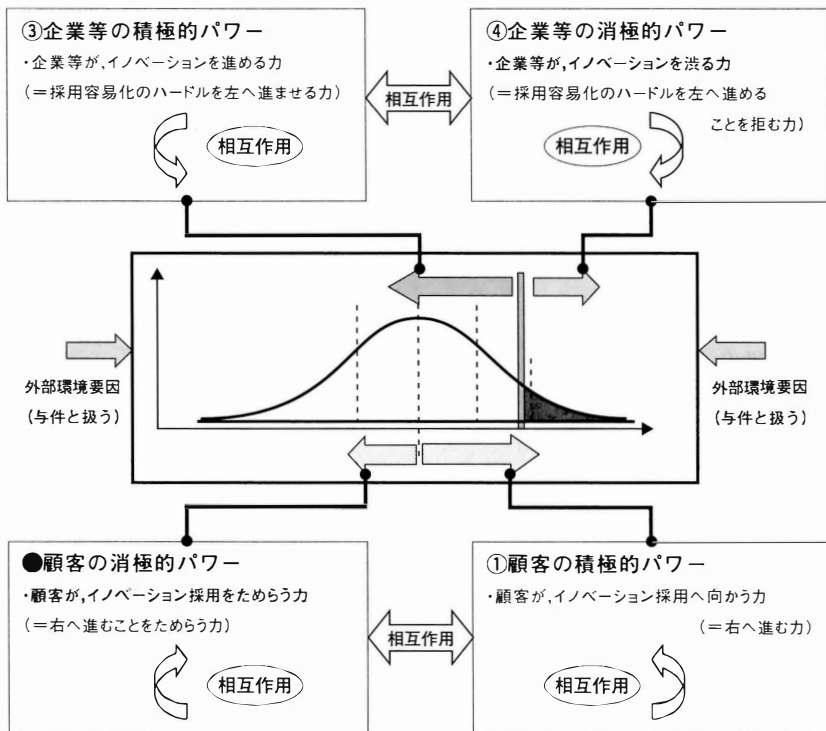 ③企業等の積極的パワー
・企業等が,イノベーションを進める力
(=採用容易化のハードルを左へ進ませる力)
相互作用
相互作用
④企業等の消極的パワー
・企業等が,イノベーションを渋る力
(=採用容易化のハードルを左へ進める
ことを拒む力)
相互作用
外部環境要因
(与件と扱う)
外部環境要因
(与件と扱う)
●顧客の消極的パワー
・顧客が,イノベーション採用をためらう力
(=右へ進むことをためらう力)
相互作用
相互作用
①顧客の積極的パワー
・顧客が,イノベーション採用へ向かう力
(=右へ進む力)
相互作用